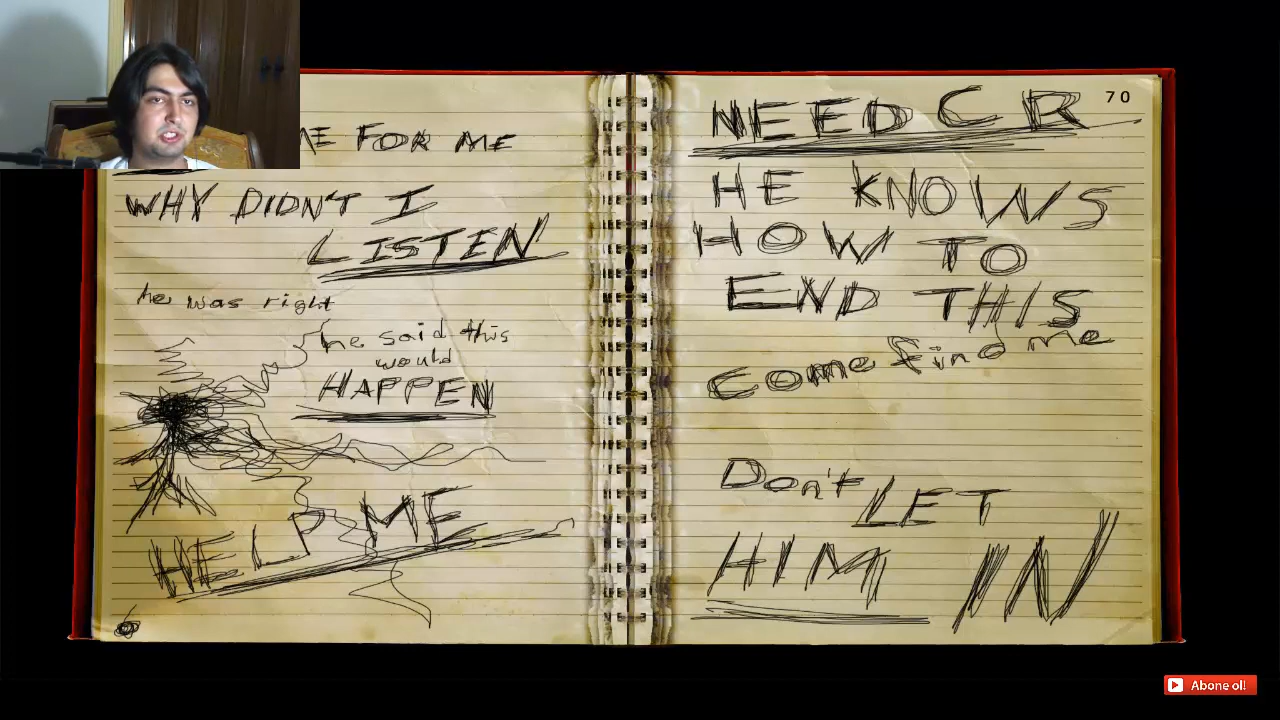 ME FOR ME
WHY DIDN'T I
LISTEN
he was right
he said this
would
HAPPEN
HELP ME
70
NEED CR
HE KNOWS
HOW TO
END THIS
come find me
Don't LET
HIM IN
Abone ol!